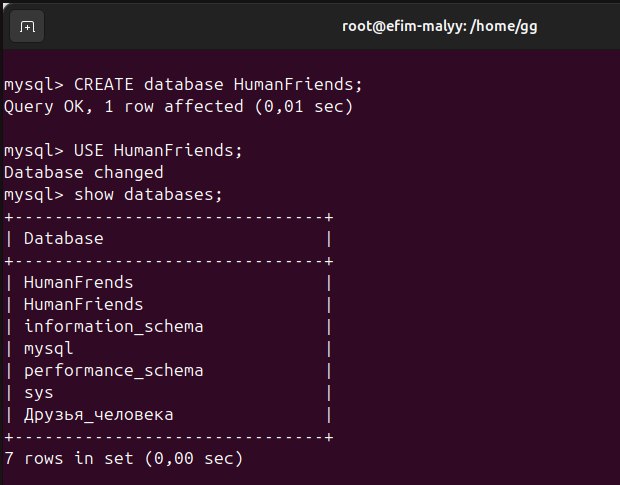 root@efim-malyy: /home/gg
mysql> CREATE database HumanFriends;
Query OK, 1 row affected (0,01 sec)
mysql> USE HumanFriends;
Database changed
mysql> show databases;
+-------------------------------+
| Database                      |
+-------------------------------+
| HumanFrends                   |
| HumanFriends                  |
| information_schema            |
| mysql                         |
| performance_schema            |
| sys                           |
| Друзья_человека               |
+-------------------------------+
7 rows in set (0,00 sec)